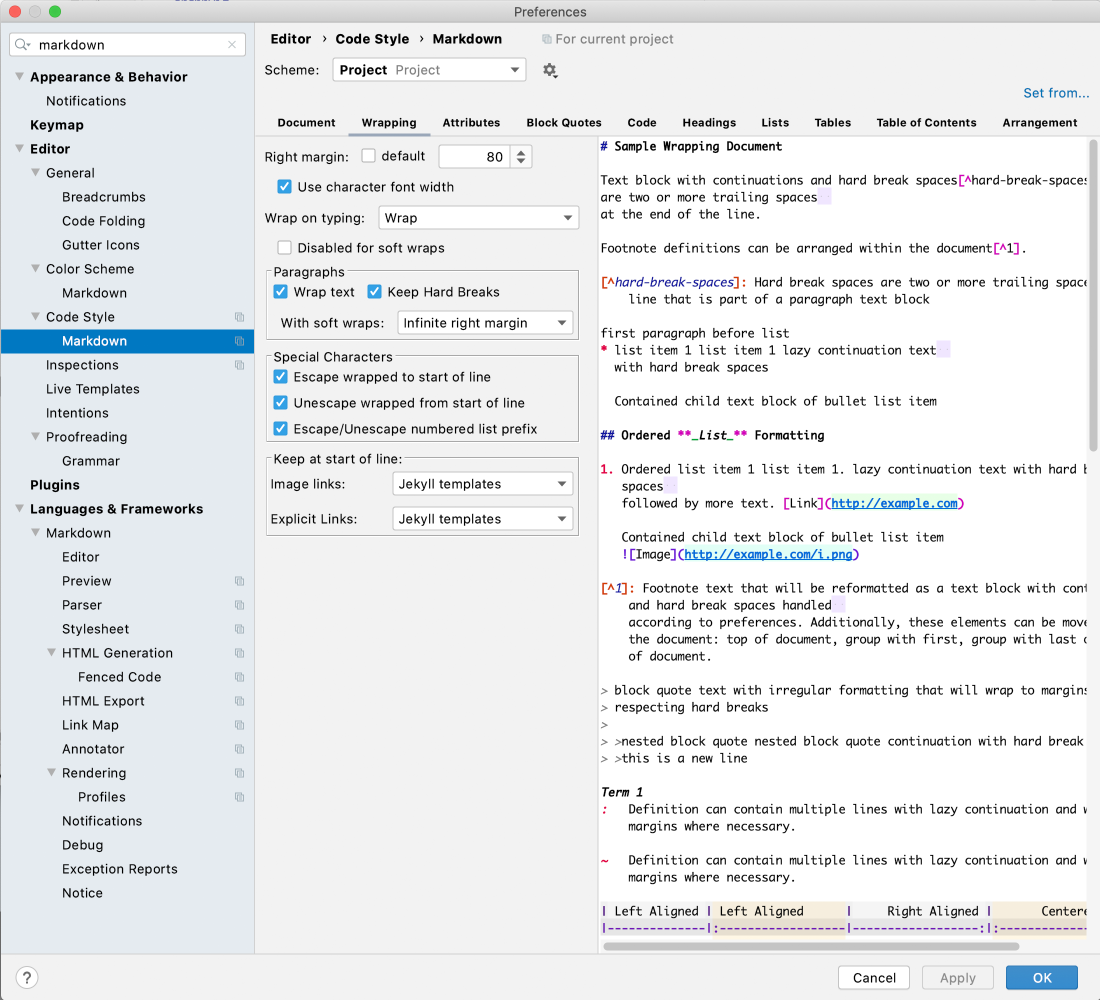 Preferences
markdown
Appearance & Behavior
Notifications
Keymap
Editor
General
Breadcrumbs
Code Folding
Gutter Icons
Color Scheme
Markdown
Code Style
Markdown
Inspections
Live Templates
Intentions
Proofreading
Grammar
Plugins
Languages & Frameworks
Markdown
Editor
Preview
Parser
Stylesheet
HTML Generation
Fenced Code
HTML Export
Link Map
Annotator
Rendering
Profiles
Notifications
Debug
Exception Reports
Notice
Editor › Code Style › Markdown For current project
Scheme: Project Project
Set from...
Document Wrapping Attributes Block Quotes Code Headings Lists Tables Table of Contents Arrangement
Right margin: default 80
Use character font width
Wrap on typing: Wrap
Disabled for soft wraps
Paragraphs
Wrap text Keep Hard Breaks
With soft wraps: Infinite right margin
Special Characters
Escape wrapped to start of line
Unescape wrapped from start of line
Escape/Unescape numbered list prefix
Keep at start of line:
Image links: Jekyll templates
Explicit Links: Jekyll templates
# Sample Wrapping Document
Text block with continuations and hard break spaces[^hard-break-spaces
are two or more trailing spaces
at the end of the line.
Footnote definitions can be arranged within the document[^1].
[^hard-break-spaces]: Hard break spaces are two or more trailing space
line that is part of a paragraph text block
first paragraph before list
* list item 1 list item 1 lazy continuation text
with hard break spaces
Contained child text block of bullet list item
## Ordered **_List_** Formatting
1. Ordered list item 1 list item 1. lazy continuation text with hard b
spaces
followed by more text. [Link](http://example.com)
Contained child text block of bullet list item
![Image](http://example.com/i.png)
[^1]: Footnote text that will be reformatted as a text block with cont
and hard break spaces handled
according to preferences. Additionally, these elements can be move
the document: top of document, group with first, group with last
of document.
> block quote text with irregular formatting that will wrap to margins
> respecting hard breaks
>
> >nested block quote nested block quote continuation with hard break
> >this is a new line
Term 1
: Definition can contain multiple lines with lazy continuation and w
margins where necessary.
~ Definition can contain multiple lines with lazy continuation and w
margins where necessary.
| Left Aligned | Left Aligned | Right Aligned | Centere
|--------------|:------------------|------------------:|:------------
? Cancel Apply OK